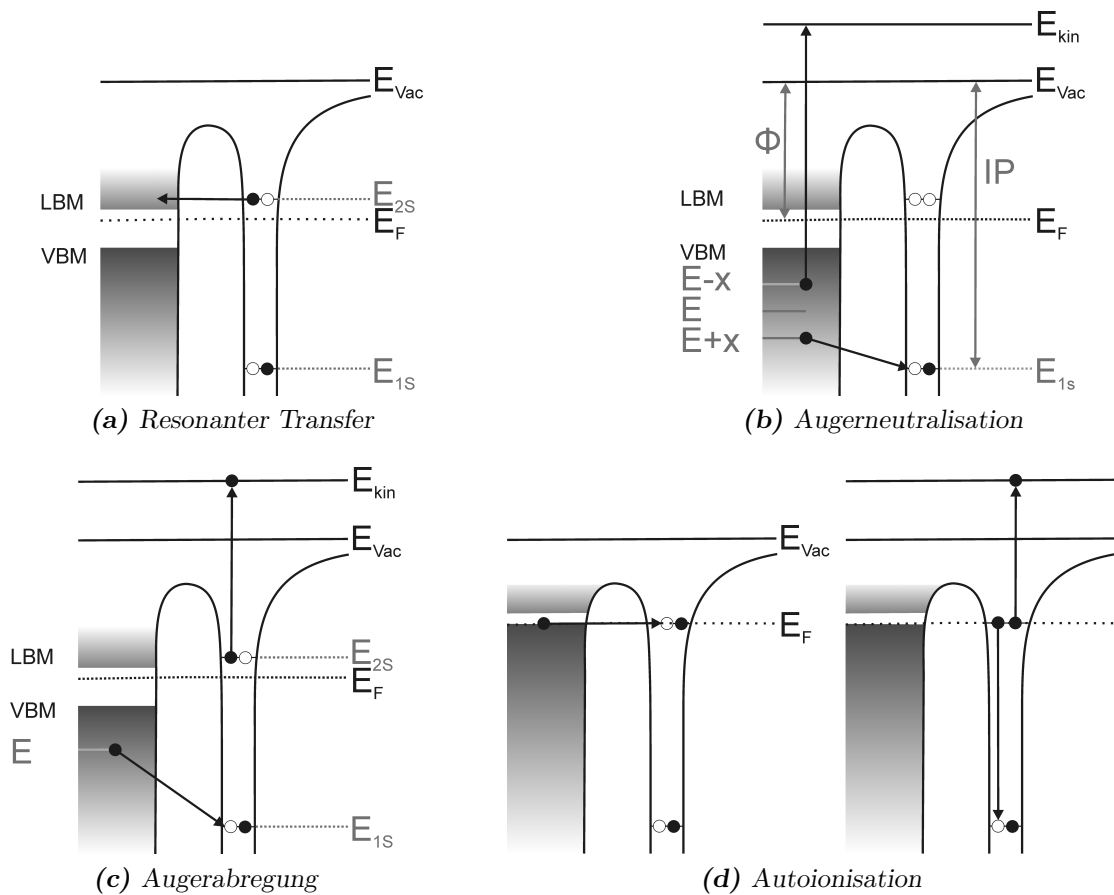 E_Vac
LBM
E_2S
E_F
VBM
E_1S
(a) Resonanter Transfer
E_kin
E_Vac
Φ
IP
LBM
E_F
VBM
E-x
E
E+x
E_1s
(b) Augerneutralisation
E_kin
E_Vac
LBM
E_2S
E_F
VBM
E
E_1S
(c) Augerabregung
E_Vac
E_F
(d) Autoionisation